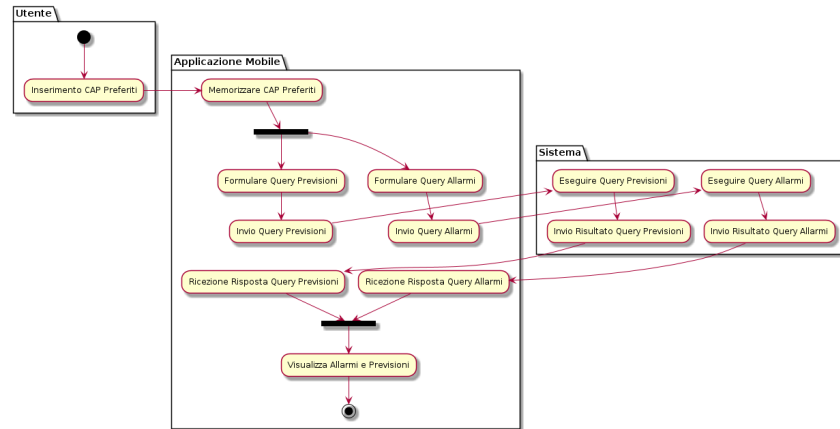 Utente
Inserimento CAP Preferiti
Applicazione Mobile
Memorizzare CAP Preferiti
Formulare Query Previsioni
Formulare Query Allarmi
Invio Query Previsioni
Invio Query Allarmi
Sistema
Eseguire Query Previsioni
Eseguire Query Allarmi
Invio Risultato Query Previsioni
Invio Risultato Query Allarmi
Ricezione Risposta Query Previsioni
Ricezione Risposta Query Allarmi
Visualizza Allarmi e Previsioni